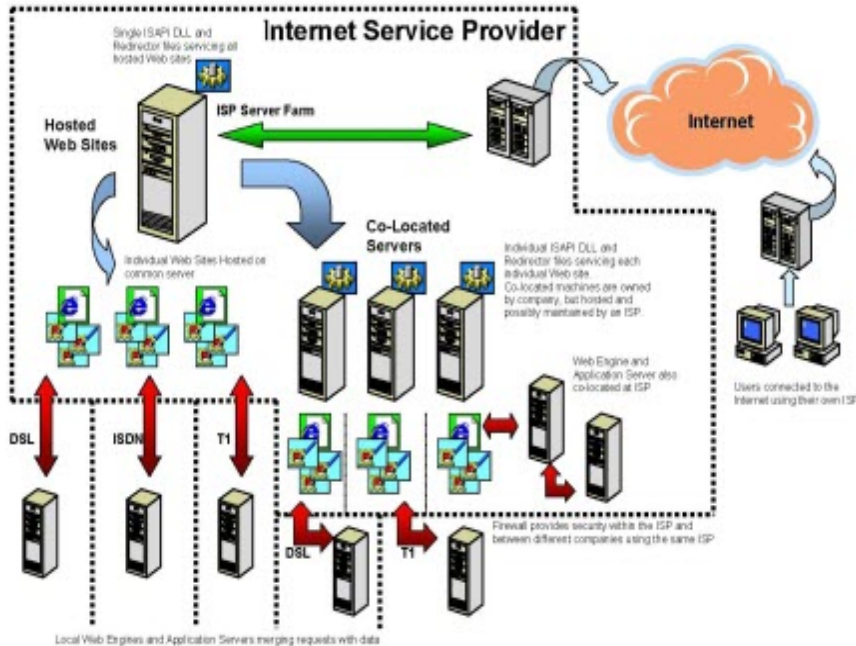 Internet Service Provider
Single ISAPI DLL and
Redirector files servicing all
hosted Web sites
ISP Server Farm
Hosted
Web Sites
Internet
Co-Located
Servers
Individual Web Sites Hosted on
common server
Individual ISAPI DLL and
Redirector files servicing each
individual Web site.
Co-located machines are owned
by company, but hosted and
possibly maintained by an ISP.
Web Engine and
Application Server also
co-located at ISP
Users connected to the
Internet using their own ISP
DSL
ISDN
T1
DSL
T1
Firewall provides security within the ISP and
between different companies using the same ISP
Local Web Engines and Application Servers merging requests with data